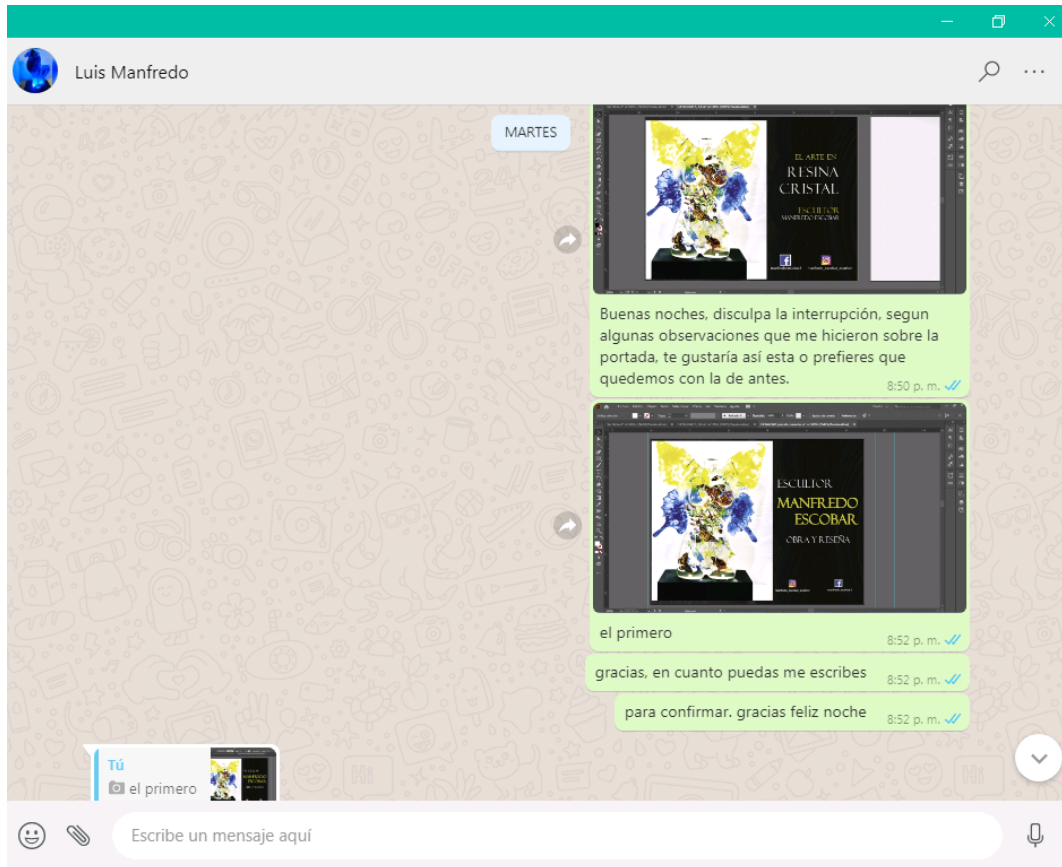 Luis Manfredo
MARTES
EL ARTE EN
RESINA
CRISTAL
ESCULTOR
MANFREDO ESCOBAR
Buenas noches, disculpa la interrupción, segun
algunas observaciones que me hicieron sobre la
portada, te gustaría así esta o prefieres que
quedemos con la de antes.
8:50 p. m.
ESCULTOR
MANFREDO
ESCOBAR
OBRA Y RESEÑA
el primero
8:52 p. m.
gracias, en cuanto puedas me escribes
8:52 p. m.
para confirmar. gracias feliz noche
8:52 p. m.
Tú
el primero
Escribe un mensaje aquí